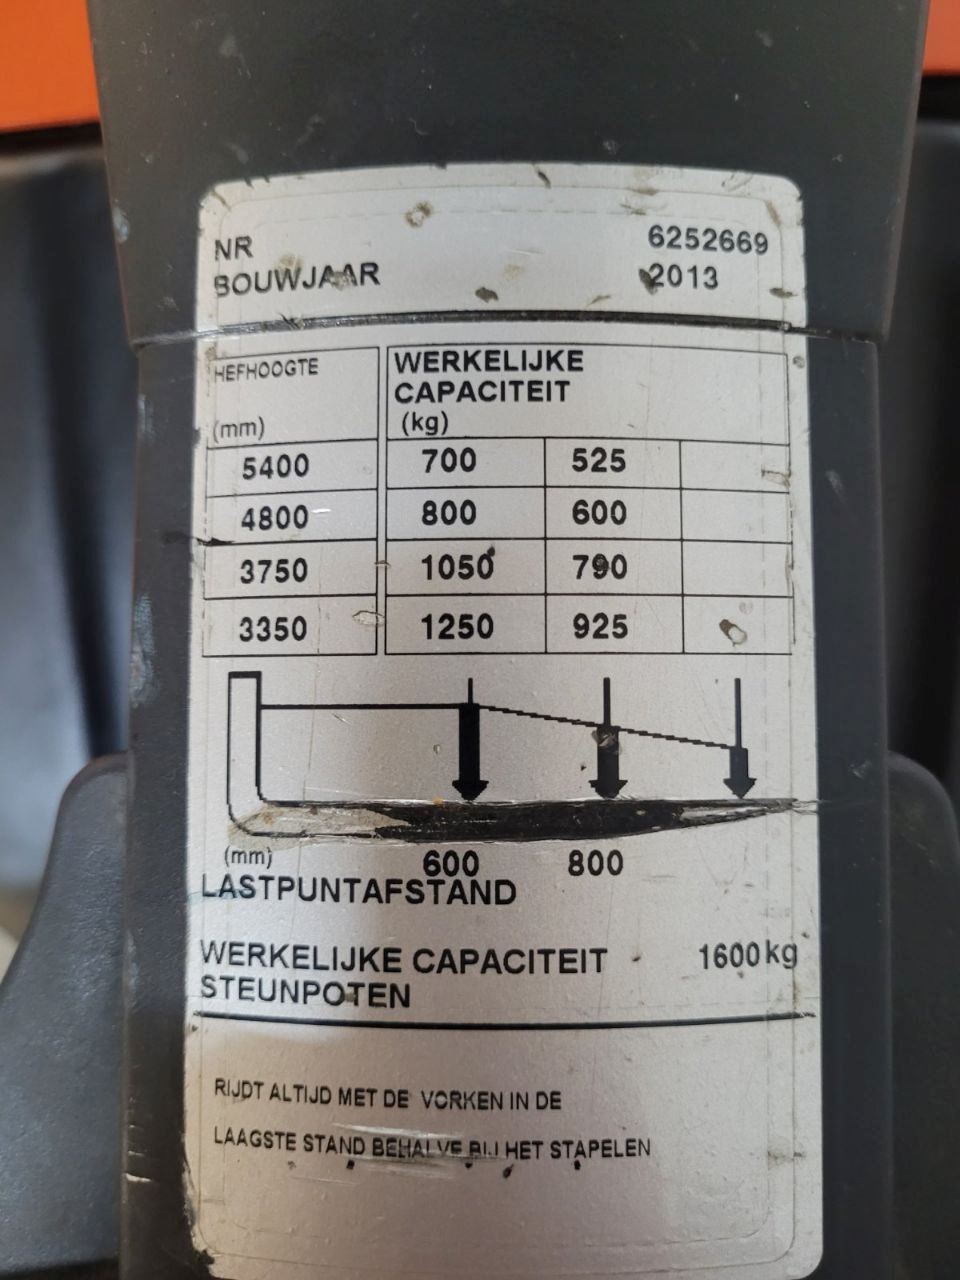 NR 6252669
BOUWJAAR 2013
HEFHOOGTE WERKELIJKE
CAPACITEIT
(mm) (kg)
5400 700 525
4800 800 600
3750 1050 790
3350 1250 925
(mm) 600 800
LASTPUNTAFSTAND
WERKELIJKE CAPACITEIT 1600kg
STEUNPOTEN
RIJDT ALTIJD MET DE VORKEN IN DE
LAAGSTE STAND BEHALVE BIJ HET STAPELEN